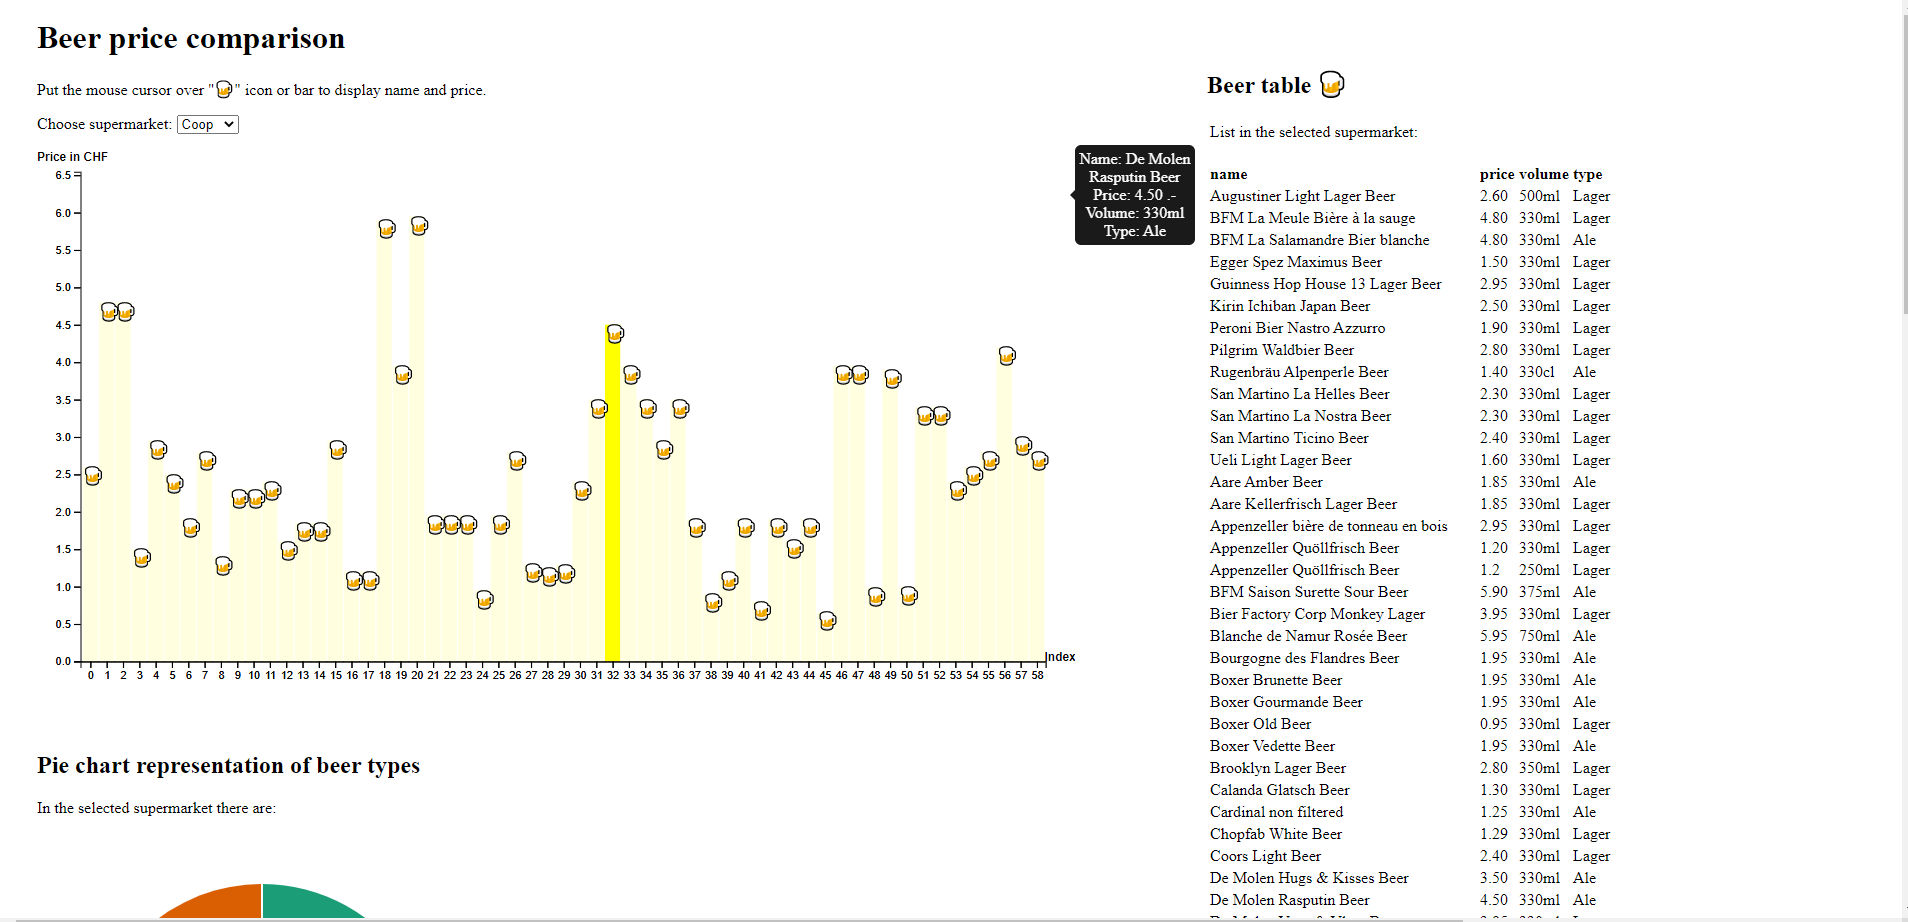 Beer price comparison
Put the mouse cursor over "" icon or bar to display name and price.
Choose supermarket: Coop
Price in CHF
6.5
6.0
5.5
5.0
4.5
4.0
3.5
3.0
2.5
2.0
1.5
1.0
0.5
0.0
0 1 2 3 4 5 6 7 8 9 10 11 12 13 14 15 16 17 18 19 20 21 22 23 24 25 26 27 28 29 30 31 32 33 34 35 36 37 38 39 40 41 42 43 44 45 46 47 48 49 50 51 52 53 54 55 56 57 58
Index
Name: De Molen
Rasputin Beer
Price: 4.50 .-
Volume: 330ml
Type: Ale
Pie chart representation of beer types
In the selected supermarket there are:
Beer table
List in the selected supermarket:
name price volume type
Augustiner Light Lager Beer 2.60 500ml Lager
BFM La Meule Bière à la sauge 4.80 330ml Lager
BFM La Salamandre Bier blanche 4.80 330ml Ale
Egger Spez Maximus Beer 1.50 330ml Lager
Guinness Hop House 13 Lager Beer 2.95 330ml Lager
Kirin Ichiban Japan Beer 2.50 330ml Lager
Peroni Bier Nastro Azzurro 1.90 330ml Lager
Pilgrim Waldbier Beer 2.80 330ml Lager
Rugenbräu Alpenperle Beer 1.40 330cl Ale
San Martino La Helles Beer 2.30 330ml Lager
San Martino La Nostra Beer 2.30 330ml Lager
San Martino Ticino Beer 2.40 330ml Lager
Ueli Light Lager Beer 1.60 330ml Lager
Aare Amber Beer 1.85 330ml Ale
Aare Kellerfrisch Lager Beer 1.85 330ml Lager
Appenzeller bière de tonneau en bois 2.95 330ml Lager
Appenzeller Quöllfrisch Beer 1.20 330ml Lager
Appenzeller Quöllfrisch Beer 1.2 250ml Lager
BFM Saison Surette Sour Beer 5.90 375ml Ale
Bier Factory Corp Monkey Lager 3.95 330ml Lager
Blanche de Namur Rosée Beer 5.95 750ml Ale
Bourgogne des Flandres Beer 1.95 330ml Ale
Boxer Brunette Beer 1.95 330ml Ale
Boxer Gourmande Beer 1.95 330ml Ale
Boxer Old Beer 0.95 330ml Lager
Boxer Vedette Beer 1.95 330ml Ale
Brooklyn Lager Beer 2.80 350ml Lager
Calanda Glatsch Beer 1.30 330ml Lager
Cardinal non filtered 1.25 330ml Ale
Chopfab White Beer 1.29 330ml Lager
Coors Light Beer 2.40 330ml Lager
De Molen Hugs & Kisses Beer 3.50 330ml Ale
De Molen Rasputin Beer 4.50 330ml Ale